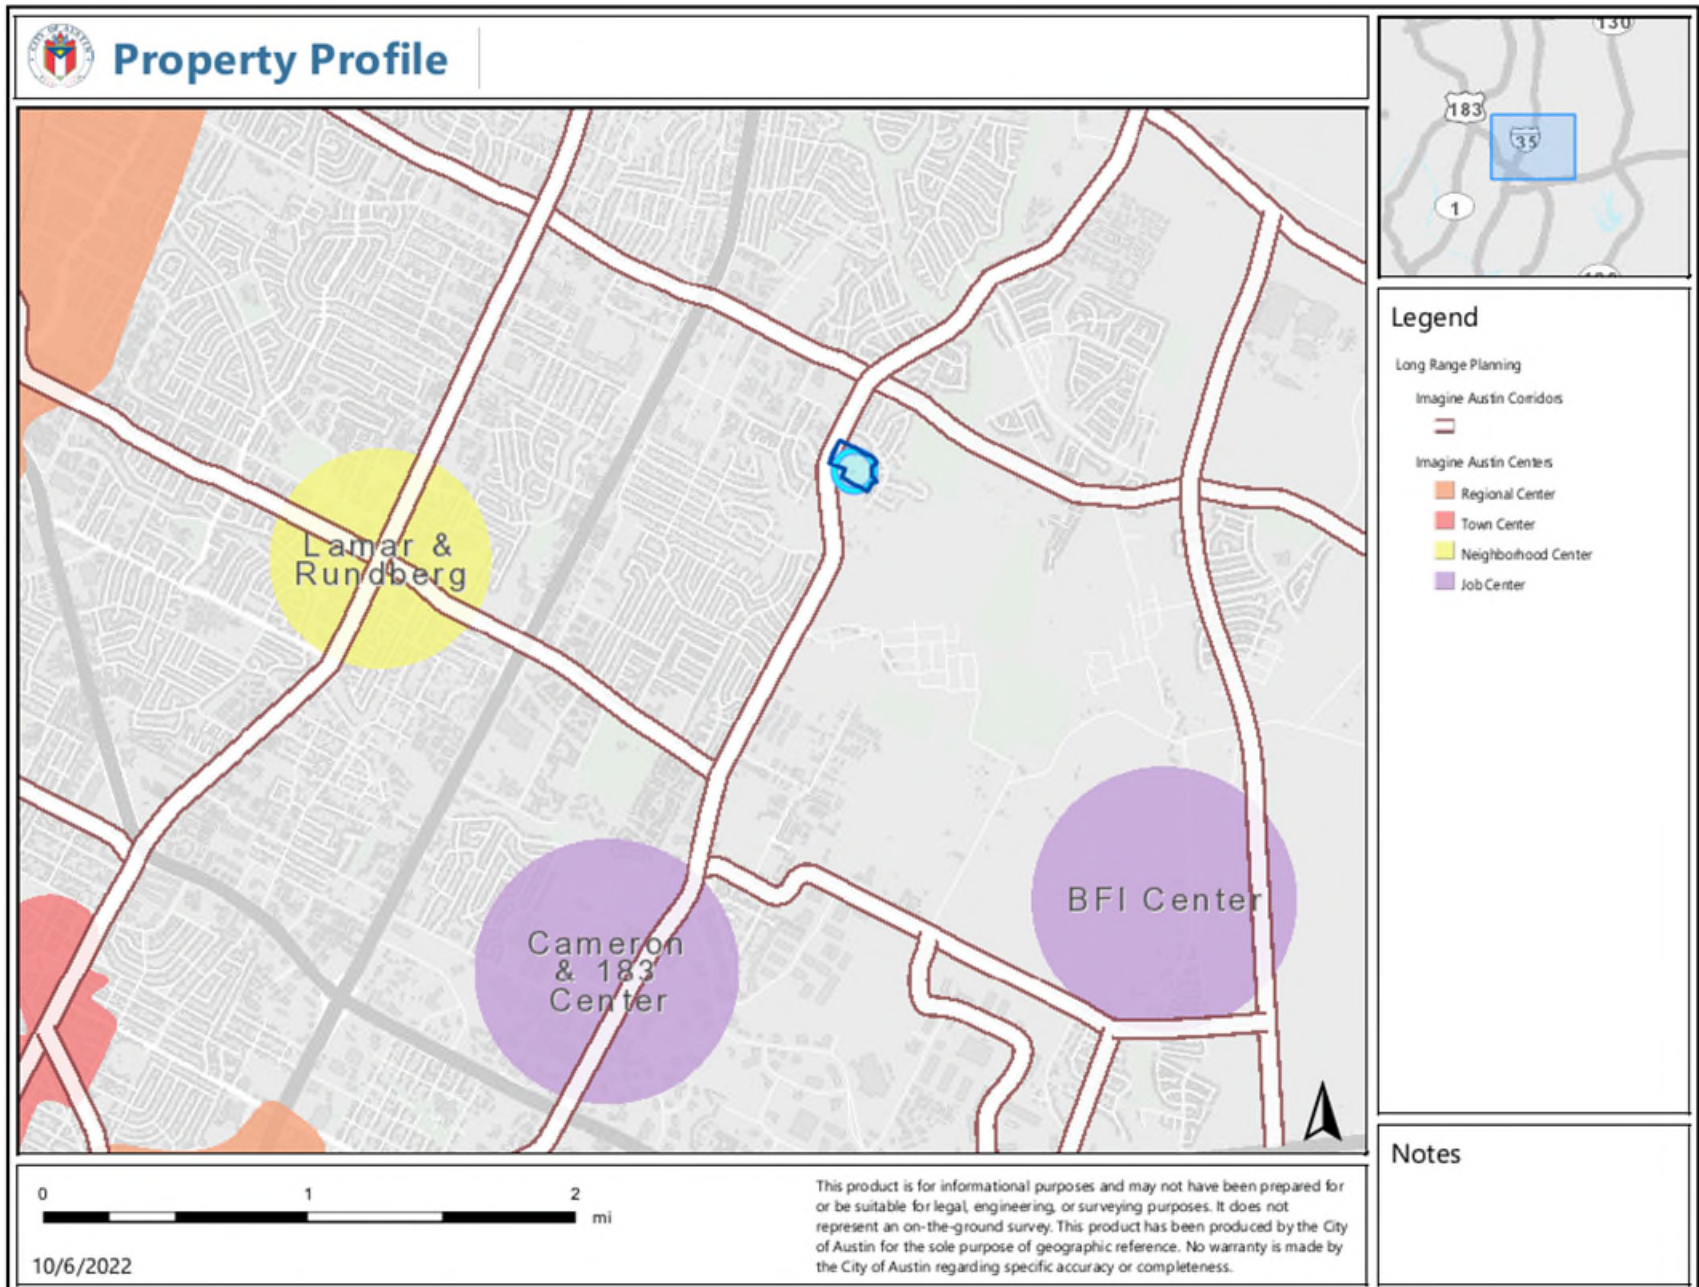 Property Profile
130
183
35
1
Legend
Long Range Planning
Imagine Austin Corridors
Imagine Austin Centers
Regional Center
Town Center
Neighborhood Center
Job Center
Lamar &
Rundberg
BFI Center
Cameron
& 183
Center
Notes
0 1 2
mi
10/6/2022
This product is for informational purposes and may not have been prepared for
or be suitable for legal, engineering, or surveying purposes. It does not
represent an on-the-ground survey. This product has been produced by the City
of Austin for the sole purpose of geographic reference. No warranty is made by
the City of Austin regarding specific accuracy or completeness.